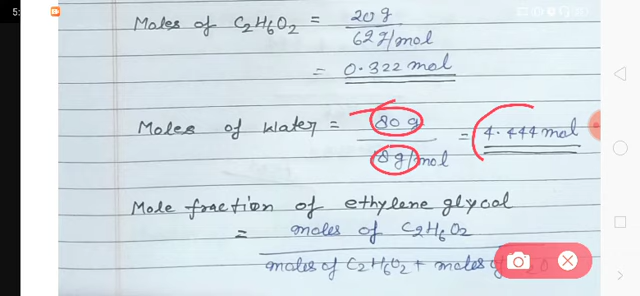 5:
Moles of C2H6O2 = 20 g
62 g/mol
= 0.322 mol
Moles of Water = 80 g
18 g/mol
= 4.444 mol
Mole fraction of ethylene glycol
= moles of C2H6O2
moles of C2H6O2 + moles